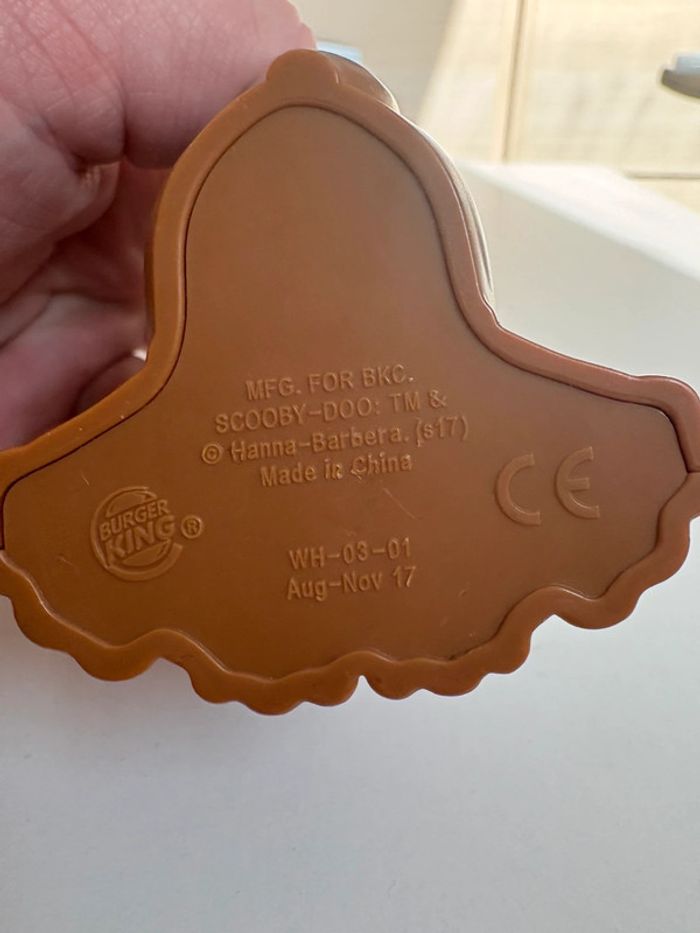 MFG. FOR BKC.
SCOOBY-DOO: TM &
© Hanna-Barbera. (s17)
Made in China
BURGER
KING®
CE
WH-03-01
Aug-Nov 17